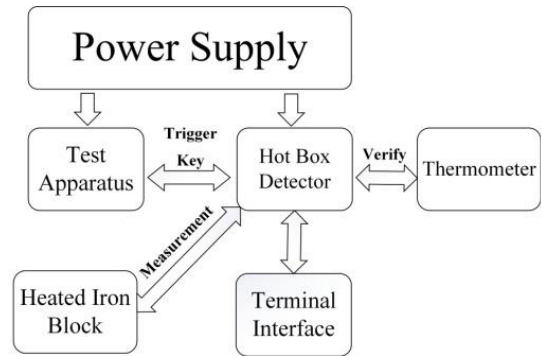 Power Supply
Trigger
Key
Test
Apparatus
Hot Box
Detector
Verify
Thermometer
Measurement
Heated Iron
Block
Terminal
Interface